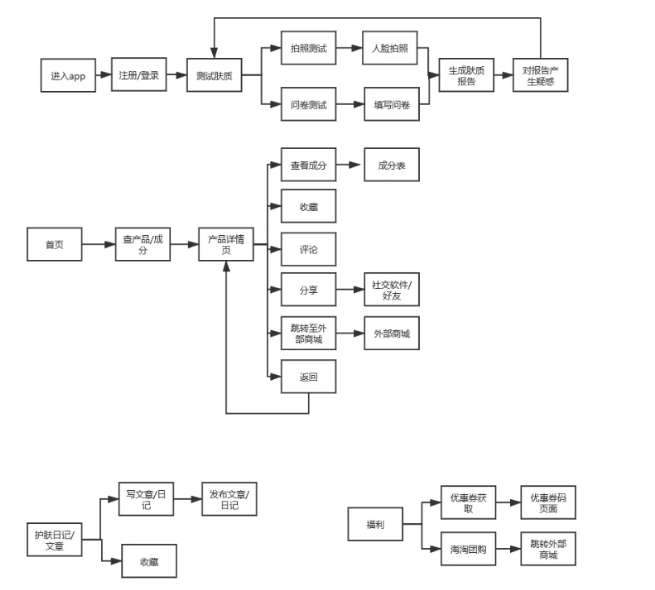 进入app
注册/登录
测试肤质
拍照测试
人脸拍照
问卷测试
填写问卷
生成肤质
报告
对报告产
生疑惑
首页
查产品/成
分
产品详情
页
查看成分
成分表
收藏
评论
分享
社交软件/
好友
跳转至外
部商城
外部商城
返回
护肤日记/
文章
写文章/日
记
发布文章/
日记
收藏
福利
优惠券获
取
优惠券码
页面
淘淘团购
跳转外部
商城